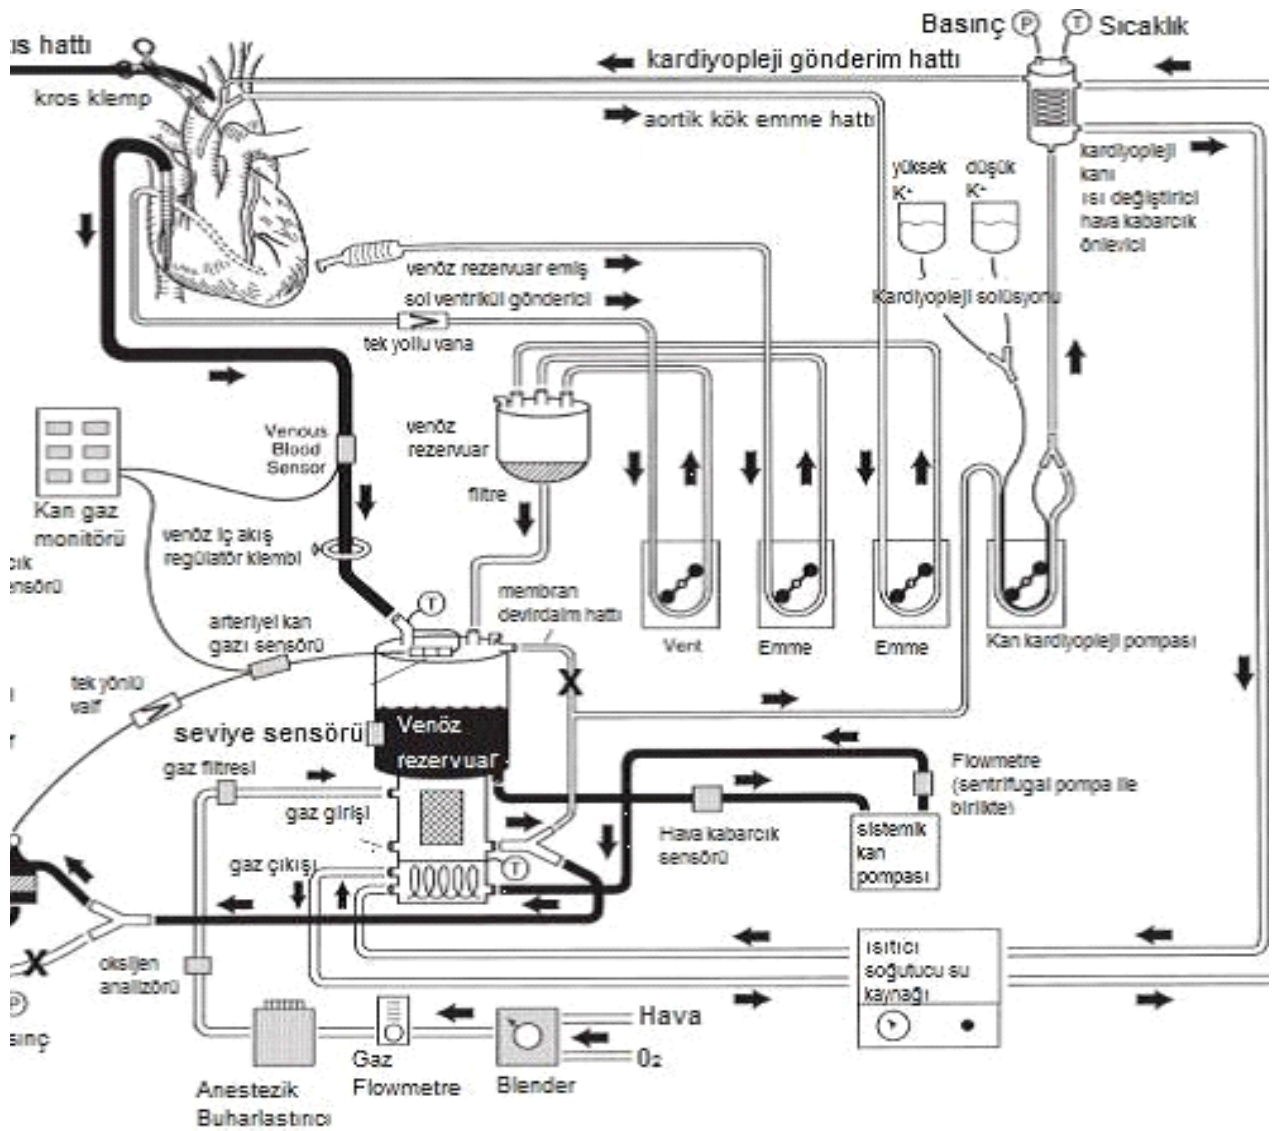 Basınç P T Sıcaklık
ıs hattı
kardiyopleji gönderim hattı
kros klemp
aortik kök emme hattı
kardiyopleji
kanı
ısı değiştirici
hava kabarcık
önleyici
yüksek
K+
düşük
K+
venöz rezervuar emiş
sol ventrikül gönderici
Kardiyopleji solüsyonu
tek yollu vana
venöz
rezervuar
Venous
Blood
Sensor
filtre
Kan gaz
monitörü
venöz iç akış
regülatör klembi
cık
ensörü
membran
devirdaim hattı
T
arteriyel kan
gazı sensörü
Vent
Emme
Emme
Kan kardiyopleji pompası
tek yönlü
valf
X
seviye sensörü
Venöz
rezervuar
gaz filtresi
Flowmetre
(sentrifugal pompa ile
birlikte)
gaz girişi
Hava kabarcık
sensörü
sistemik
kan
pompası
gaz çıkışı
T
X
oksijen
analizörü
ısıtıcı
soğutucu su
kaynağı
P
sınç
Hava
O₂
Gaz
Flowmetre
Blender
Anestezik
Buharlastırıcı